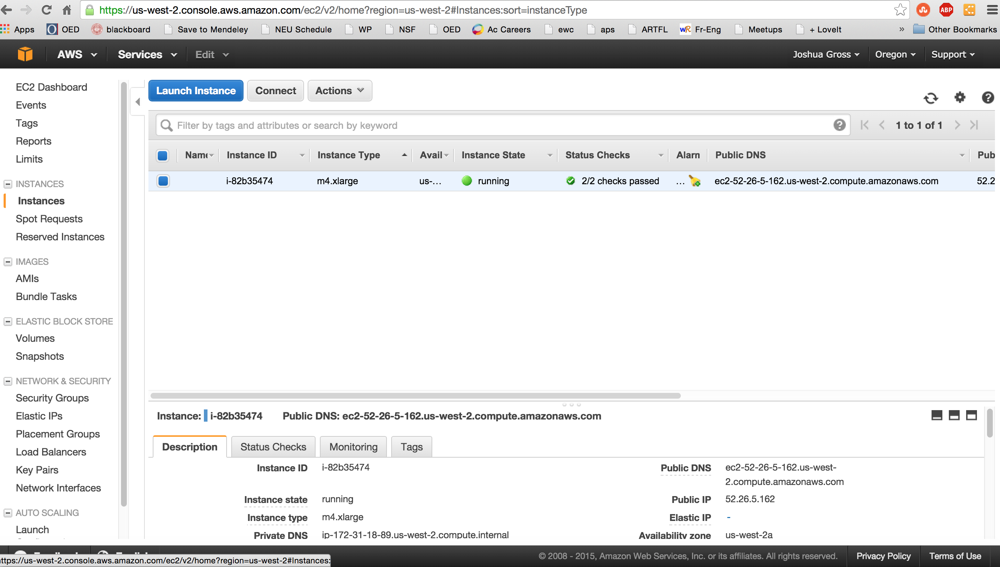 https://us-west-2.console.aws.amazon.com/ec2/v2/home?region=us-west-2#Instances:sort=instanceType
ABP
Apps OED blackboard Save to Mendeley NEU Schedule WP NSF OED Ac Careers ewc aps ARTFL WR Fr-Eng Meetups + LoveIt » Other Bookmarks
AWS Services Edit Joshua Gross Oregon Support
EC2 Dashboard
Events
Tags
Reports
Limits
INSTANCES
Instances
Spot Requests
Reserved Instances
IMAGES
AMIs
Bundle Tasks
ELASTIC BLOCK STORE
Volumes
Snapshots
NETWORK & SECURITY
Security Groups
Elastic IPs
Placement Groups
Load Balancers
Key Pairs
Network Interfaces
AUTO SCALING
Launch
Launch Instance Connect Actions
Filter by tags and attributes or search by keyword
1 to 1 of 1
Name Instance ID Instance Type Avail Instance State Status Checks Alarn Public DNS Pub
i-82b35474 m4.xlarge us-... running 2/2 checks passed ... ec2-52-26-5-162.us-west-2.compute.amazonaws.com 52.2
Instance: i-82b35474 Public DNS: ec2-52-26-5-162.us-west-2.compute.amazonaws.com
Description Status Checks Monitoring Tags
Instance ID i-82b35474
Instance state running
Instance type m4.xlarge
Private DNS ip-172-31-18-89.us-west-2.compute.internal
Public DNS ec2-52-26-5-162.us-west-
2.compute.amazonaws.com
Public IP 52.26.5.162
Elastic IP -
Availability zone us-west-2a
ttps://us-west-2.console.aws.amazon.com/ec2/v2/home?region=us-west-2#Instances:
© 2008 - 2015, Amazon Web Services, Inc. or its affiliates. All rights reserved. Privacy Policy Terms of Use